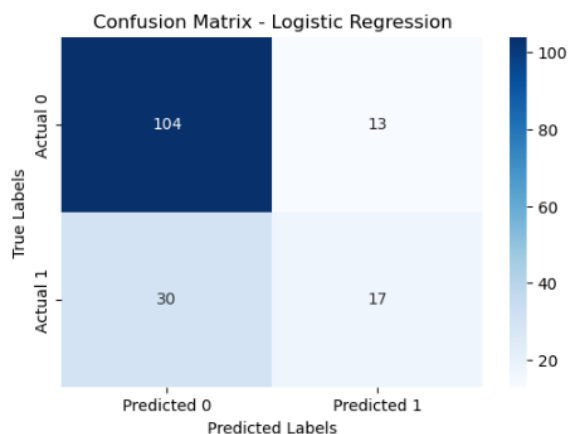 Confusion Matrix - Logistic Regression
Actual 0
104
13
100
80
60
40
20
True Labels
Actual 1
30
17
Predicted 0
Predicted 1
Predicted Labels